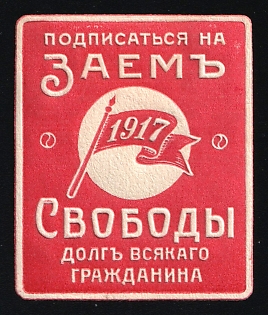 ПОДПИСАТЬСЯ НА
ЗАЕМЪ
1917
СВОБОДЫ
ДОЛГЪ ВСЯКАГО
ГРАЖДАНИНА